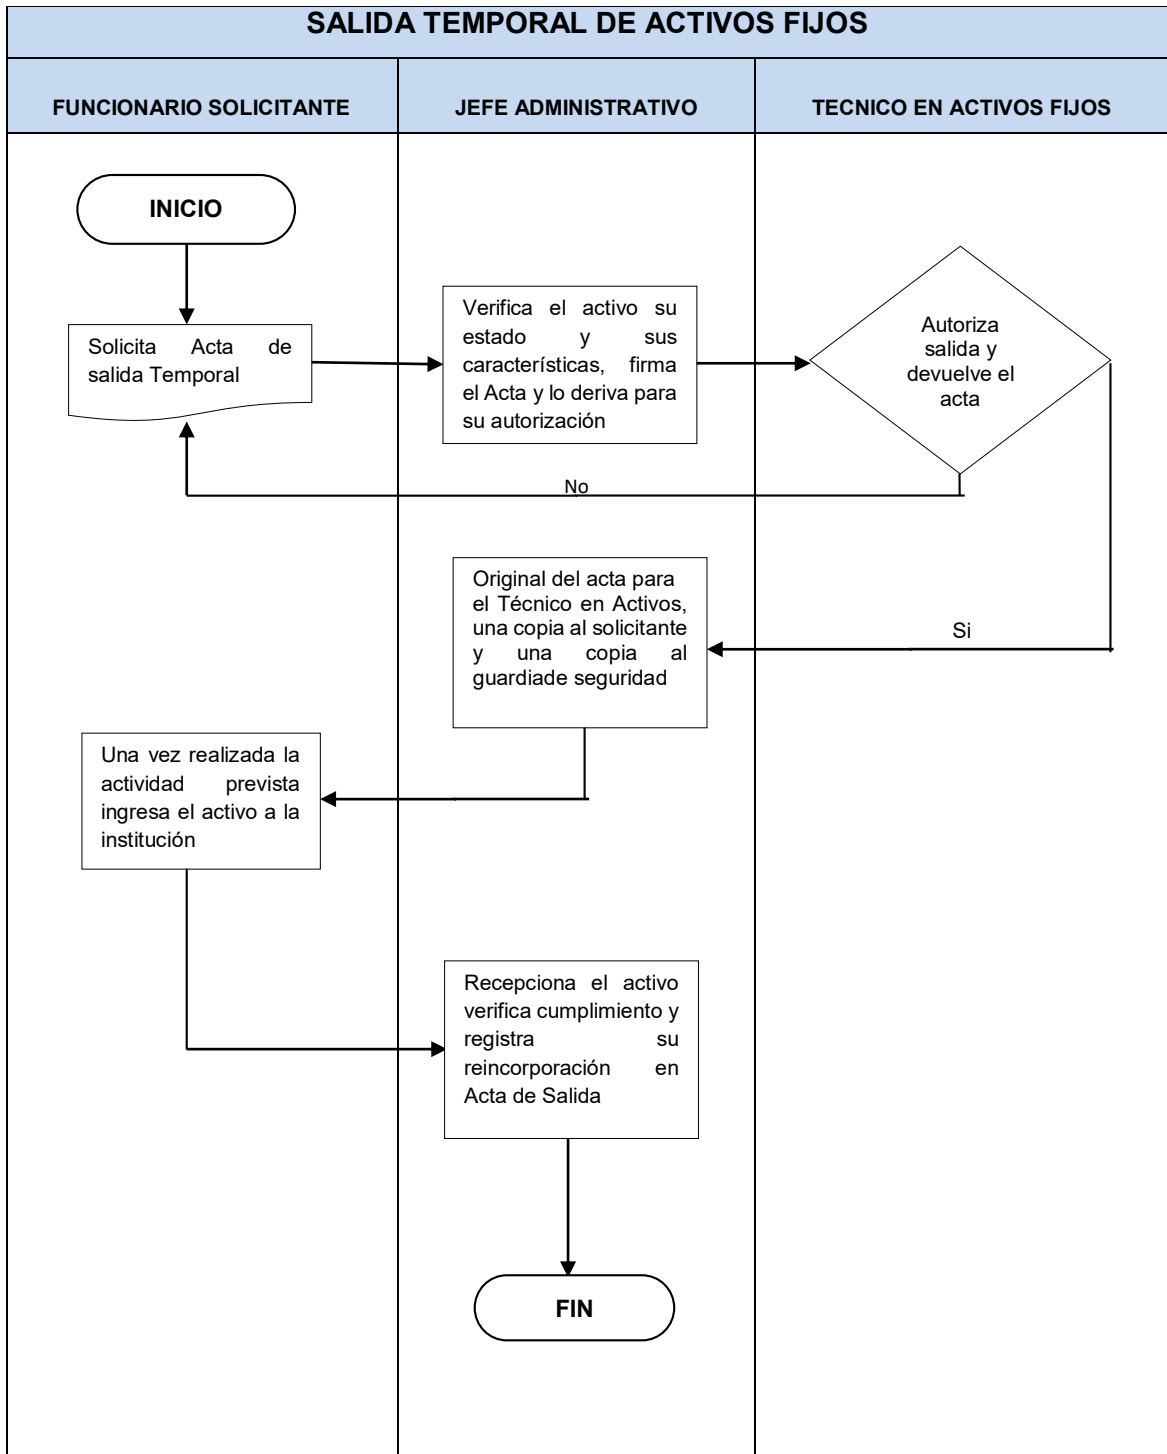 SALIDA TEMPORAL DE ACTIVOS FIJOS
FUNCIONARIO SOLICITANTE
JEFE ADMINISTRATIVO
TECNICO EN ACTIVOS FIJOS
INICIO
Solicita Acta de
salida Temporal
Verifica el activo su
estado y sus
características, firma
el Acta y lo deriva para
su autorización
Autoriza
salida y
devuelve el
acta
No
Si
Original del acta para
el Técnico en Activos,
una copia al solicitante
y una copia al
guardiade seguridad
Una vez realizada la
actividad prevista
ingresa el activo a la
institución
Recepciona el activo
verifica cumplimiento y
registra su
reincorporación en
Acta de Salida
FIN